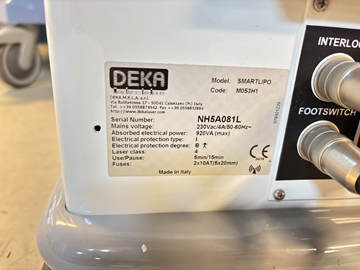 INTERLOC
DEKA
Model: SMARTLIPO
Code: M053H1
DEKA M.E.L.A. s.r.l.
Via Baldanzese 17 - 50041 Calenzano (FI) Italy
FOOTSWITCH
Serial Number: NH5A081L
Mains voltage: 230Vac/4A/50-60Hz~
Absorbed electrical power: 920VA (max)
Electrical protection type: B
Electrical protection degree:
Laser class: 4
Use/Pause: 5min/15min
Fuses: 2x10AT(5x20mm)
Made in Italy
CE